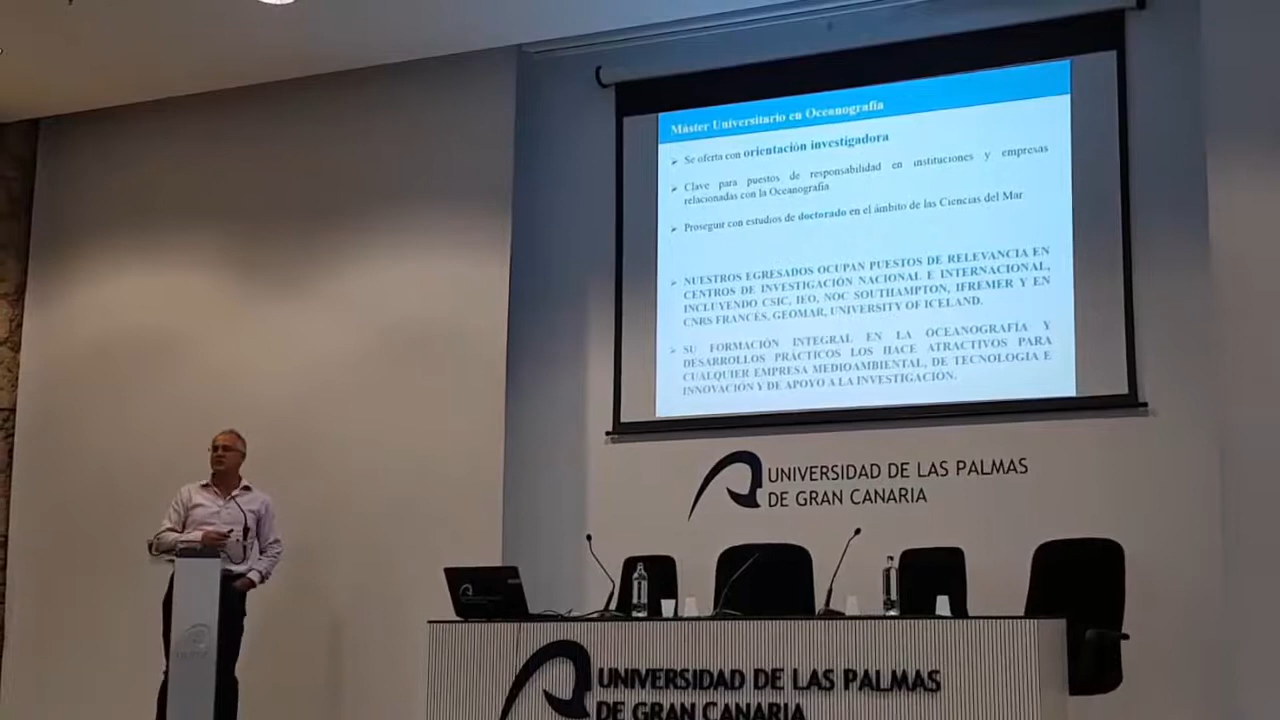 Máster Universitario en Oceanografía
Se oferta con orientación investigadora
Clave para puestos de responsabilidad en instituciones y empresas
relacionadas con la Oceanografía
Proseguir con estudios de doctorado en el ámbito de las Ciencias del Mar
NUESTROS EGRESADOS OCUPAN PUESTOS DE RELEVANCIA EN
CENTROS DE INVESTIGACIÓN NACIONAL E INTERNACIONAL,
INCLUYENDO CSIC, IEO, NOC SOUTHAMPTON, IFREMER Y EN
CNRS FRANCÉS, GEOMAR, UNIVERSITY OF ICELAND.
SU FORMACIÓN INTEGRAL EN LA OCEANOGRAFÍA Y
DESARROLLOS PRÁCTICOS LOS HACE ATRACTIVOS PARA
CUALQUIER EMPRESA MEDIOAMBIENTAL, DE TECNOLOGIA E
INNOVACIÓN Y DE APOYO A LA INVESTIGACIÓN.
UNIVERSIDAD DE LAS PALMAS
DE GRAN CANARIA
UNIVERSIDAD DE LAS PALMAS
DE GRAN CANARIA